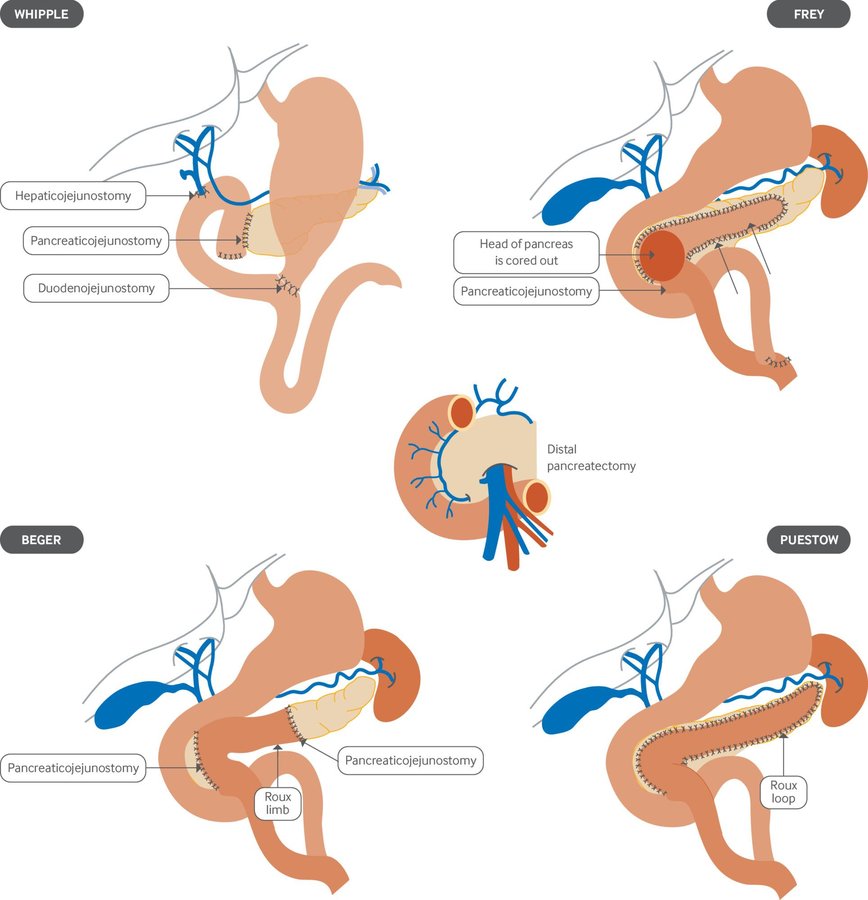 WHIPPLE
FREY
Hepaticojejunostomy
Pancreaticojejunostomy
Duodenojejunostomy
Head of pancreas
is cored out
Pancreaticojejunostomy
Distal
pancreatectomy
BEGER
PUESTOW
Pancreaticojejunostomy
Roux
limb
Pancreaticojejunostomy
Roux
loop